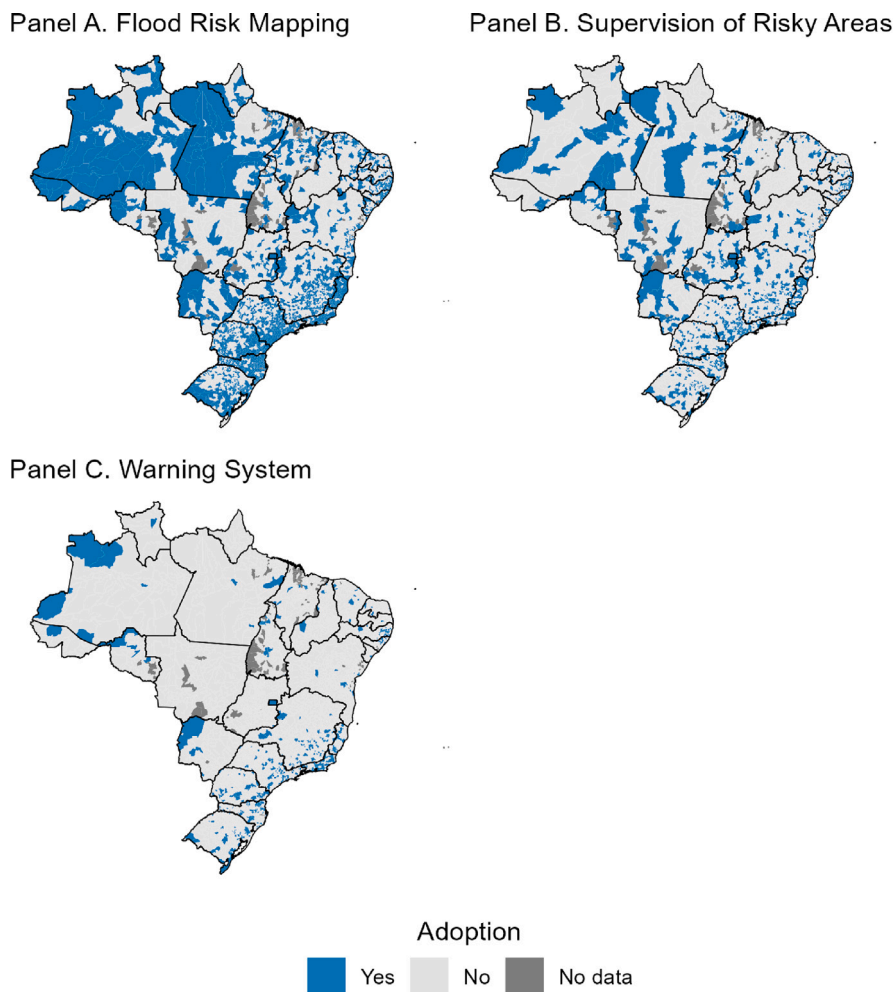 Panel A. Flood Risk Mapping
Panel B. Supervision of Risky Areas
Panel C. Warning System
Adoption
Yes
No
No data